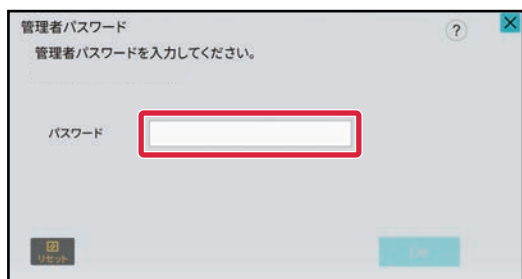 管理者パスワード
?
管理者パスワードを入力してください。
パスワード
リセット